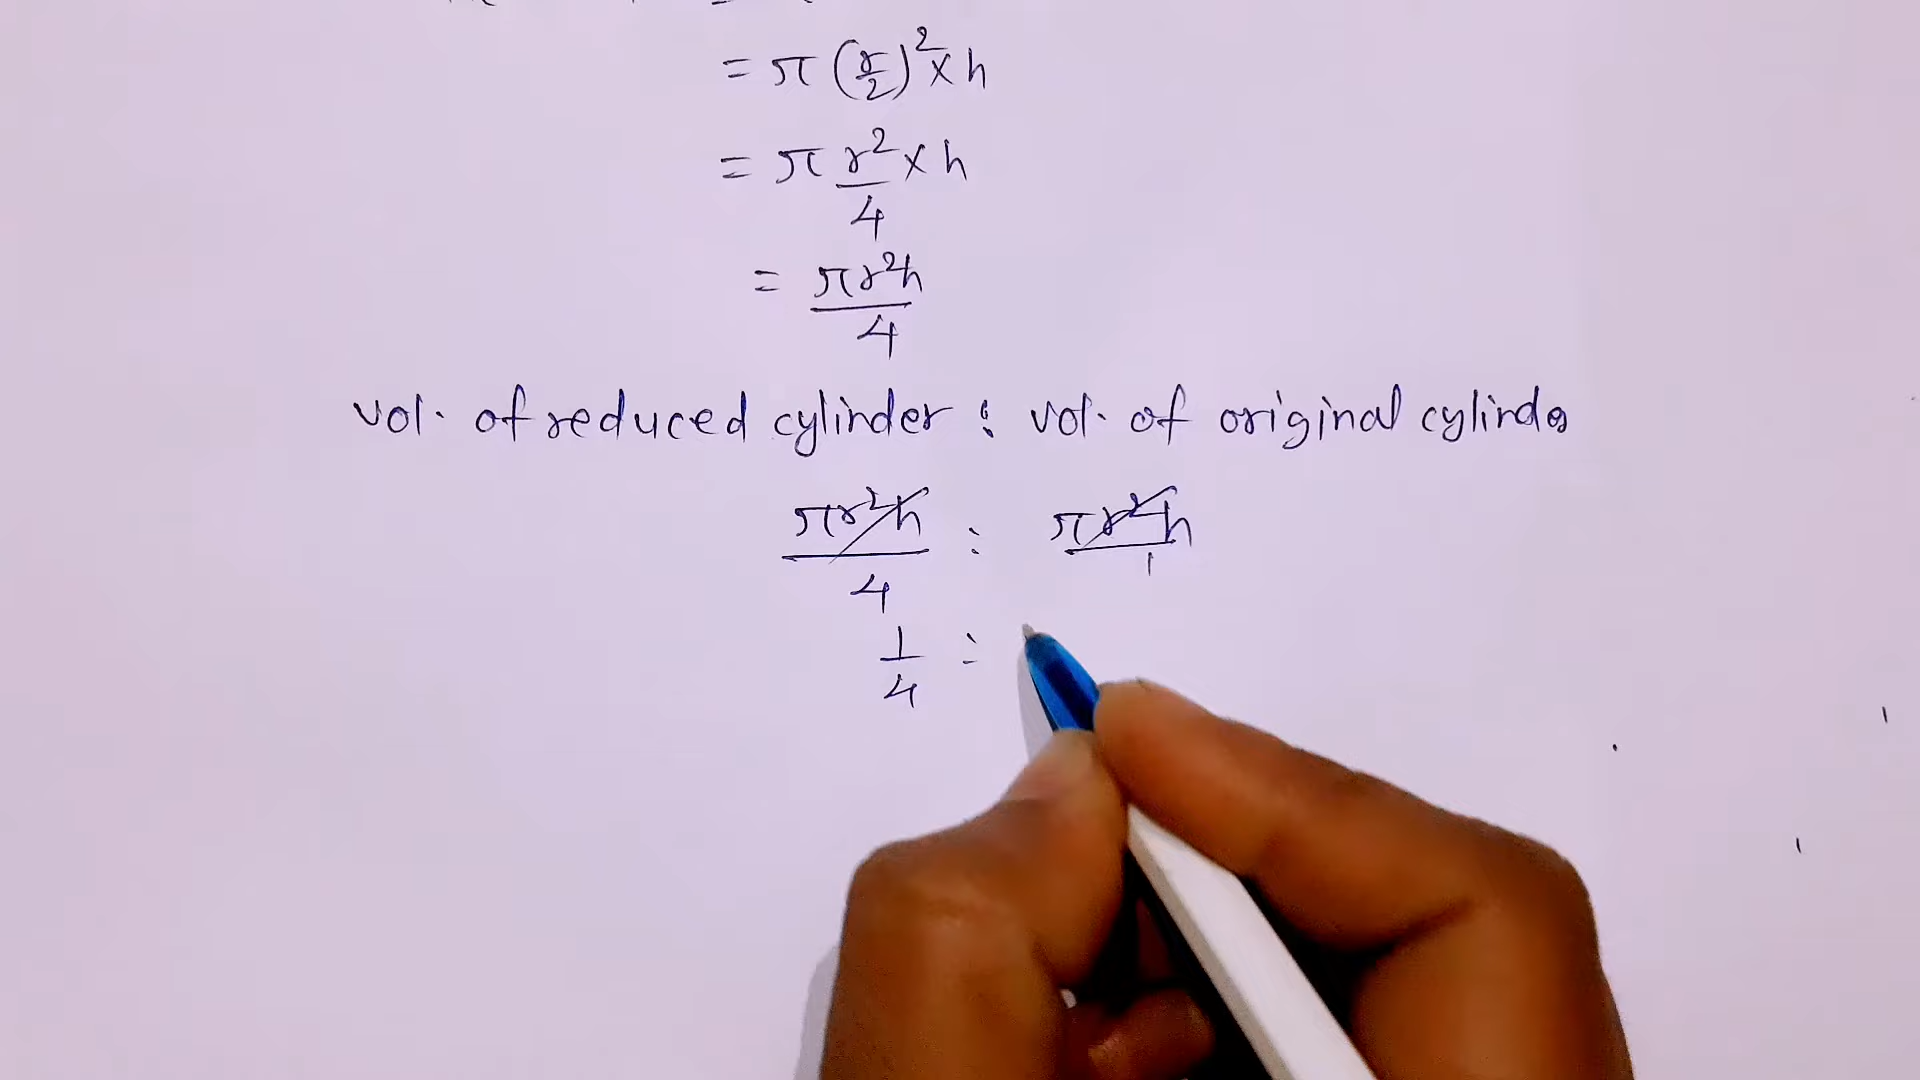 = π (r/2)² × h
= π r²/4 × h
= πr²h/4
vol. of reduced cylinder : vol. of original cylinde
πr²h/4 : πr²h/1
1/4 :